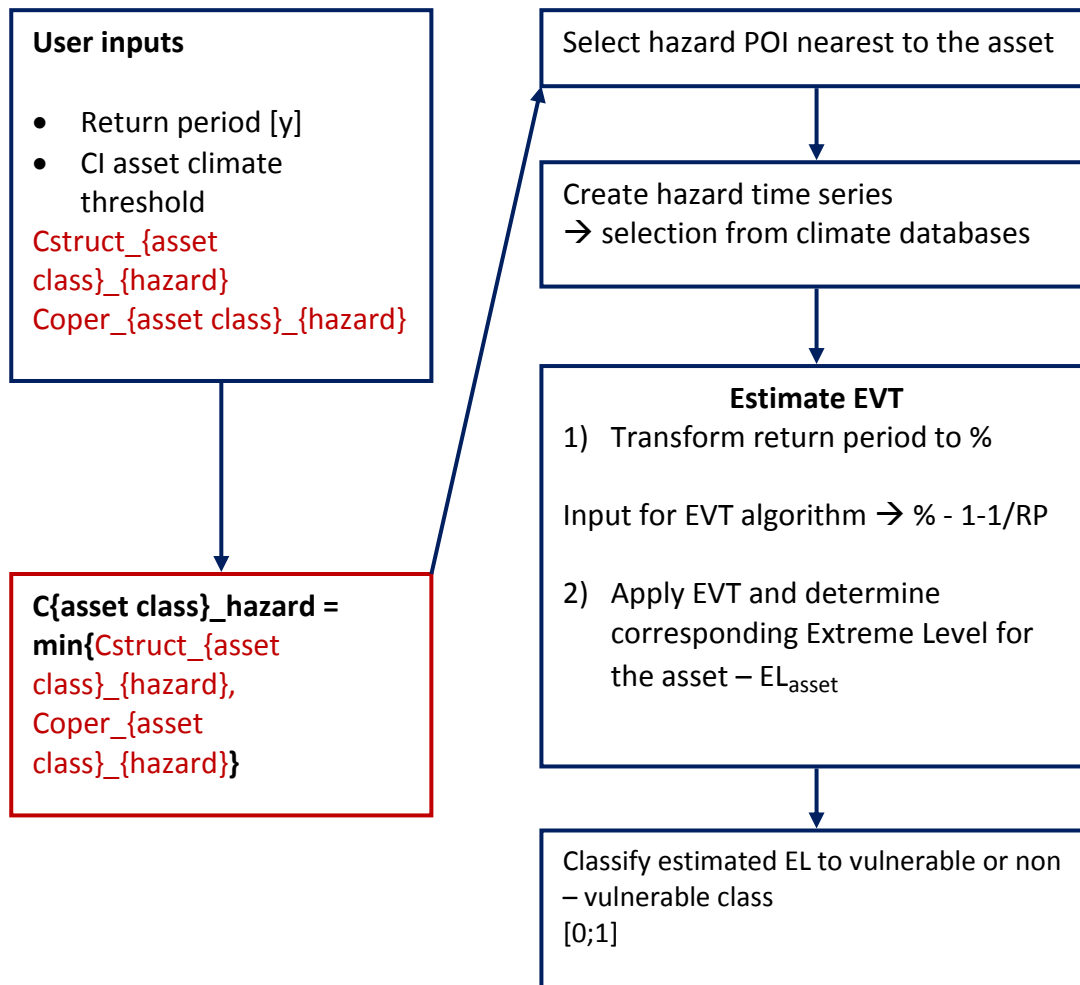 User inputs
• Return period [y]
• CI asset climate
threshold
Cstruct_{asset
class}_{hazard}
Coper_{asset class}_{hazard}
C{asset class}_hazard =
min{Cstruct_{asset
class}_{hazard},
Coper_{asset
class}_{hazard}}
Select hazard POI nearest to the asset
Create hazard time series
→ selection from climate databases
Estimate EVT
1) Transform return period to %
Input for EVT algorithm → % - 1-1/RP
2) Apply EVT and determine
corresponding Extreme Level for
the asset – ELasset
Classify estimated EL to vulnerable or non
– vulnerable class
[0;1]